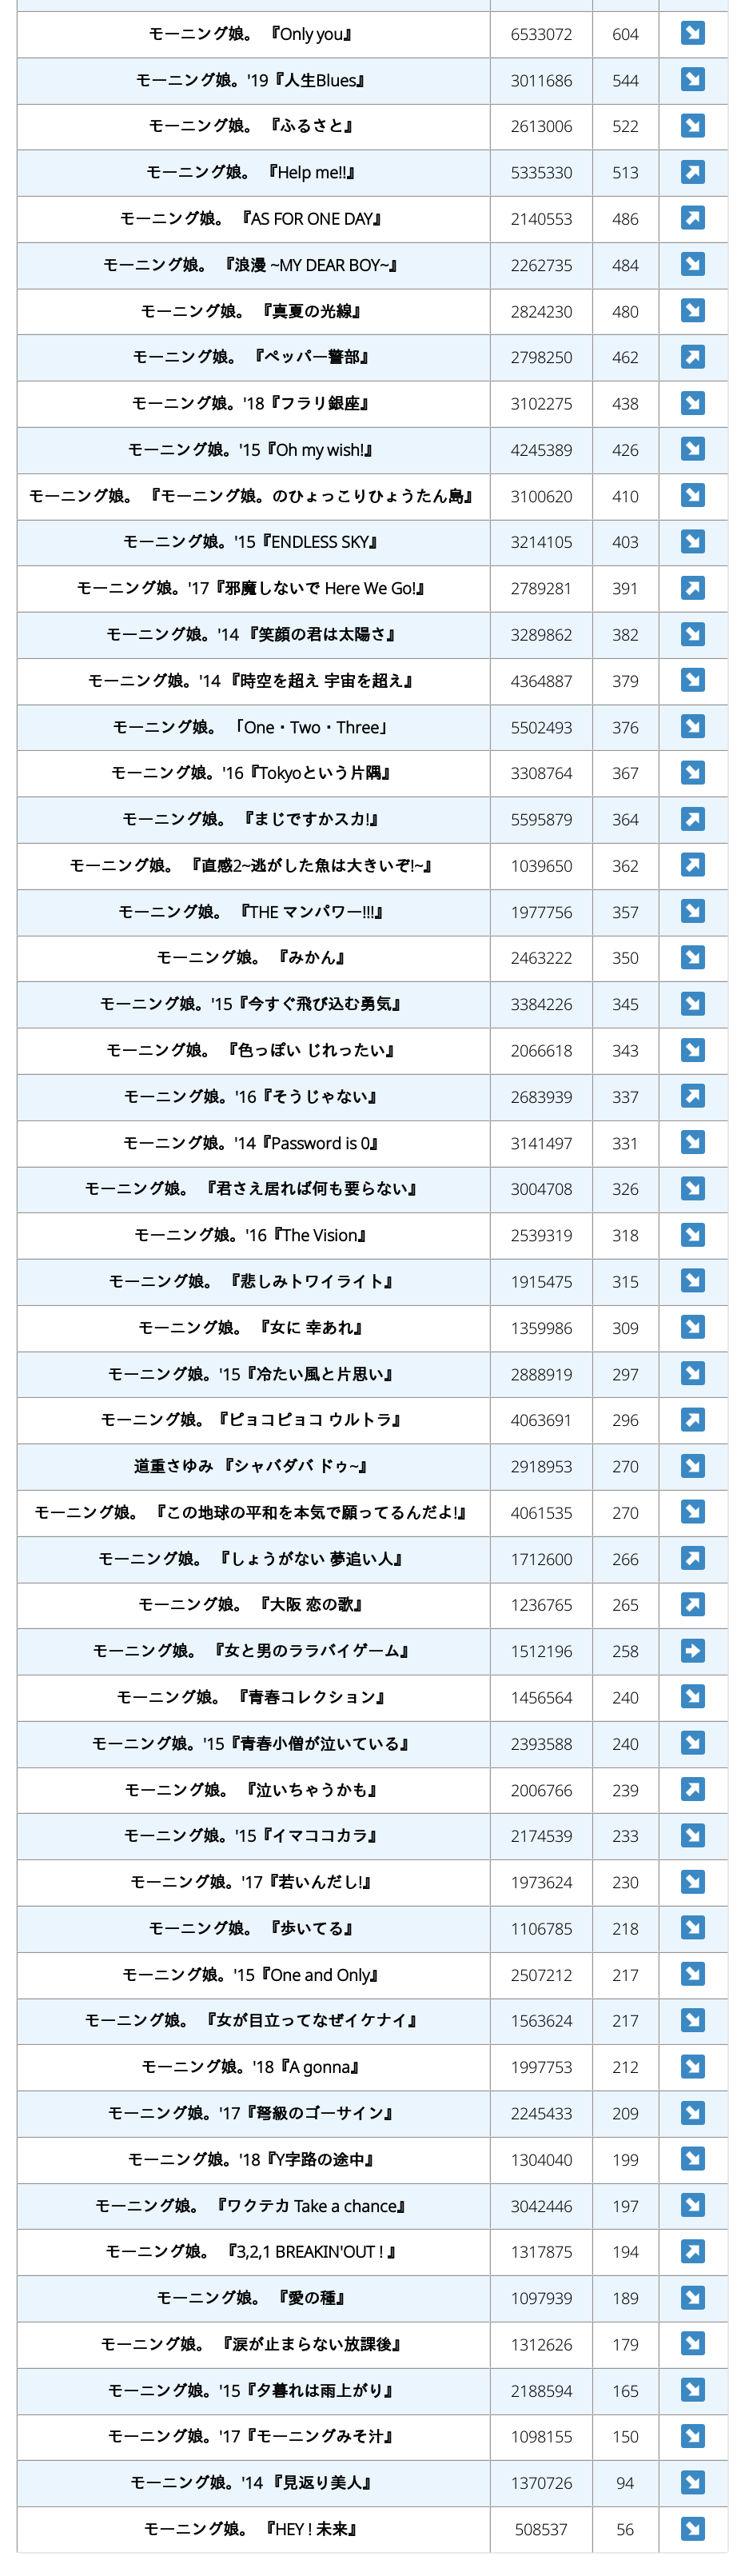 モーニング娘。 『Only you』 6533072 604 ↘
モーニング娘。'19『人生Blues』 3011686 544 ↘
モーニング娘。 『ふるさと』 2613006 522 ↘
モーニング娘。 『Help me!!』 5335330 513 ↗
モーニング娘。 『AS FOR ONE DAY』 2140553 486 ↗
モーニング娘。 『浪漫 ~MY DEAR BOY~』 2262735 484 ↘
モーニング娘。 『真夏の光線』 2824230 480 ↘
モーニング娘。 『ペッパー警部』 2798250 462 ↗
モーニング娘。'18『フラリ銀座』 3102275 438 ↘
モーニング娘。'15『Oh my wish!』 4245389 426 ↘
モーニング娘。 『モーニング娘。のひょっこりひょうたん島』 3100620 410 ↘
モーニング娘。'15『ENDLESS SKY』 3214105 403 ↘
モーニング娘。'17『邪魔しないで Here We Go!』 2789281 391 ↗
モーニング娘。'14 『笑顔の君は太陽さ』 3289862 382 ↘
モーニング娘。'14 『時空を超え 宇宙を超え』 4364887 379 ↘
モーニング娘。 「One・Two・Three」 5502493 376 ↘
モーニング娘。'16『Tokyoという片隅』 3308764 367 ↘
モーニング娘。 『まじですかスカ!』 5595879 364 ↗
モーニング娘。 『直感2~逃がした魚は大きいぞ!~』 1039650 362 ↗
モーニング娘。 『THE マンパワー!!!』 1977756 357 ↘
モーニング娘。 『みかん』 2463222 350 ↘
モーニング娘。'15『今すぐ飛び込む勇気』 3384226 345 ↘
モーニング娘。 『色っぽい じれったい』 2066618 343 ↘
モーニング娘。'16『そうじゃない』 2683939 337 ↗
モーニング娘。'14『Password is 0』 3141497 331 ↘
モーニング娘。 『君さえ居れば何も要らない』 3004708 326 ↘
モーニング娘。'16『The Vision』 2539319 318 ↘
モーニング娘。 『悲しみトワイライト』 1915475 315 ↘
モーニング娘。 『女に 幸あれ』 1359986 309 ↘
モーニング娘。'15『冷たい風と片思い』 2888919 297 ↘
モーニング娘。『ピョコピョコ ウルトラ』 4063691 296 ↗
道重さゆみ 『シャバダバ ドゥ~』 2918953 270 ↘
モーニング娘。 『この地球の平和を本気で願ってるんだよ!』 4061535 270 ↘
モーニング娘。 『しょうがない 夢追い人』 1712600 266 ↗
モーニング娘。 『大阪 恋の歌』 1236765 265 ↗
モーニング娘。 『女と男のララバイゲーム』 1512196 258 →
モーニング娘。 『青春コレクション』 1456564 240 ↘
モーニング娘。'15『青春小僧が泣いている』 2393588 240 ↘
モーニング娘。 『泣いちゃうかも』 2006766 239 ↗
モーニング娘。'15『イマココカラ』 2174539 233 ↘
モーニング娘。'17『若いんだし!』 1973624 230 ↘
モーニング娘。 『歩いてる』 1106785 218 ↘
モーニング娘。'15『One and Only』 2507212 217 ↘
モーニング娘。 『女が目立ってなぜイケナイ』 1563624 217 ↘
モーニング娘。'18『A gonna』 1997753 212 ↘
モーニング娘。'17『弩級のゴーサイン』 2245433 209 ↘
モーニング娘。'18『Y字路の途中』 1304040 199 ↘
モーニング娘。 『ワクテカ Take a chance』 3042446 197 ↘
モーニング娘。 『3,2,1 BREAKIN'OUT ! 』 1317875 194 ↗
モーニング娘。 『愛の種』 1097939 189 ↘
モーニング娘。 『涙が止まらない放課後』 1312626 179 ↘
モーニング娘。'15『夕暮れは雨上がり』 2188594 165 ↘
モーニング娘。'17『モーニングみそ汁』 1098155 150 ↘
モーニング娘。'14 『見返り美人』 1370726 94 ↘
モーニング娘。 『HEY ! 未来』 508537 56 ↘